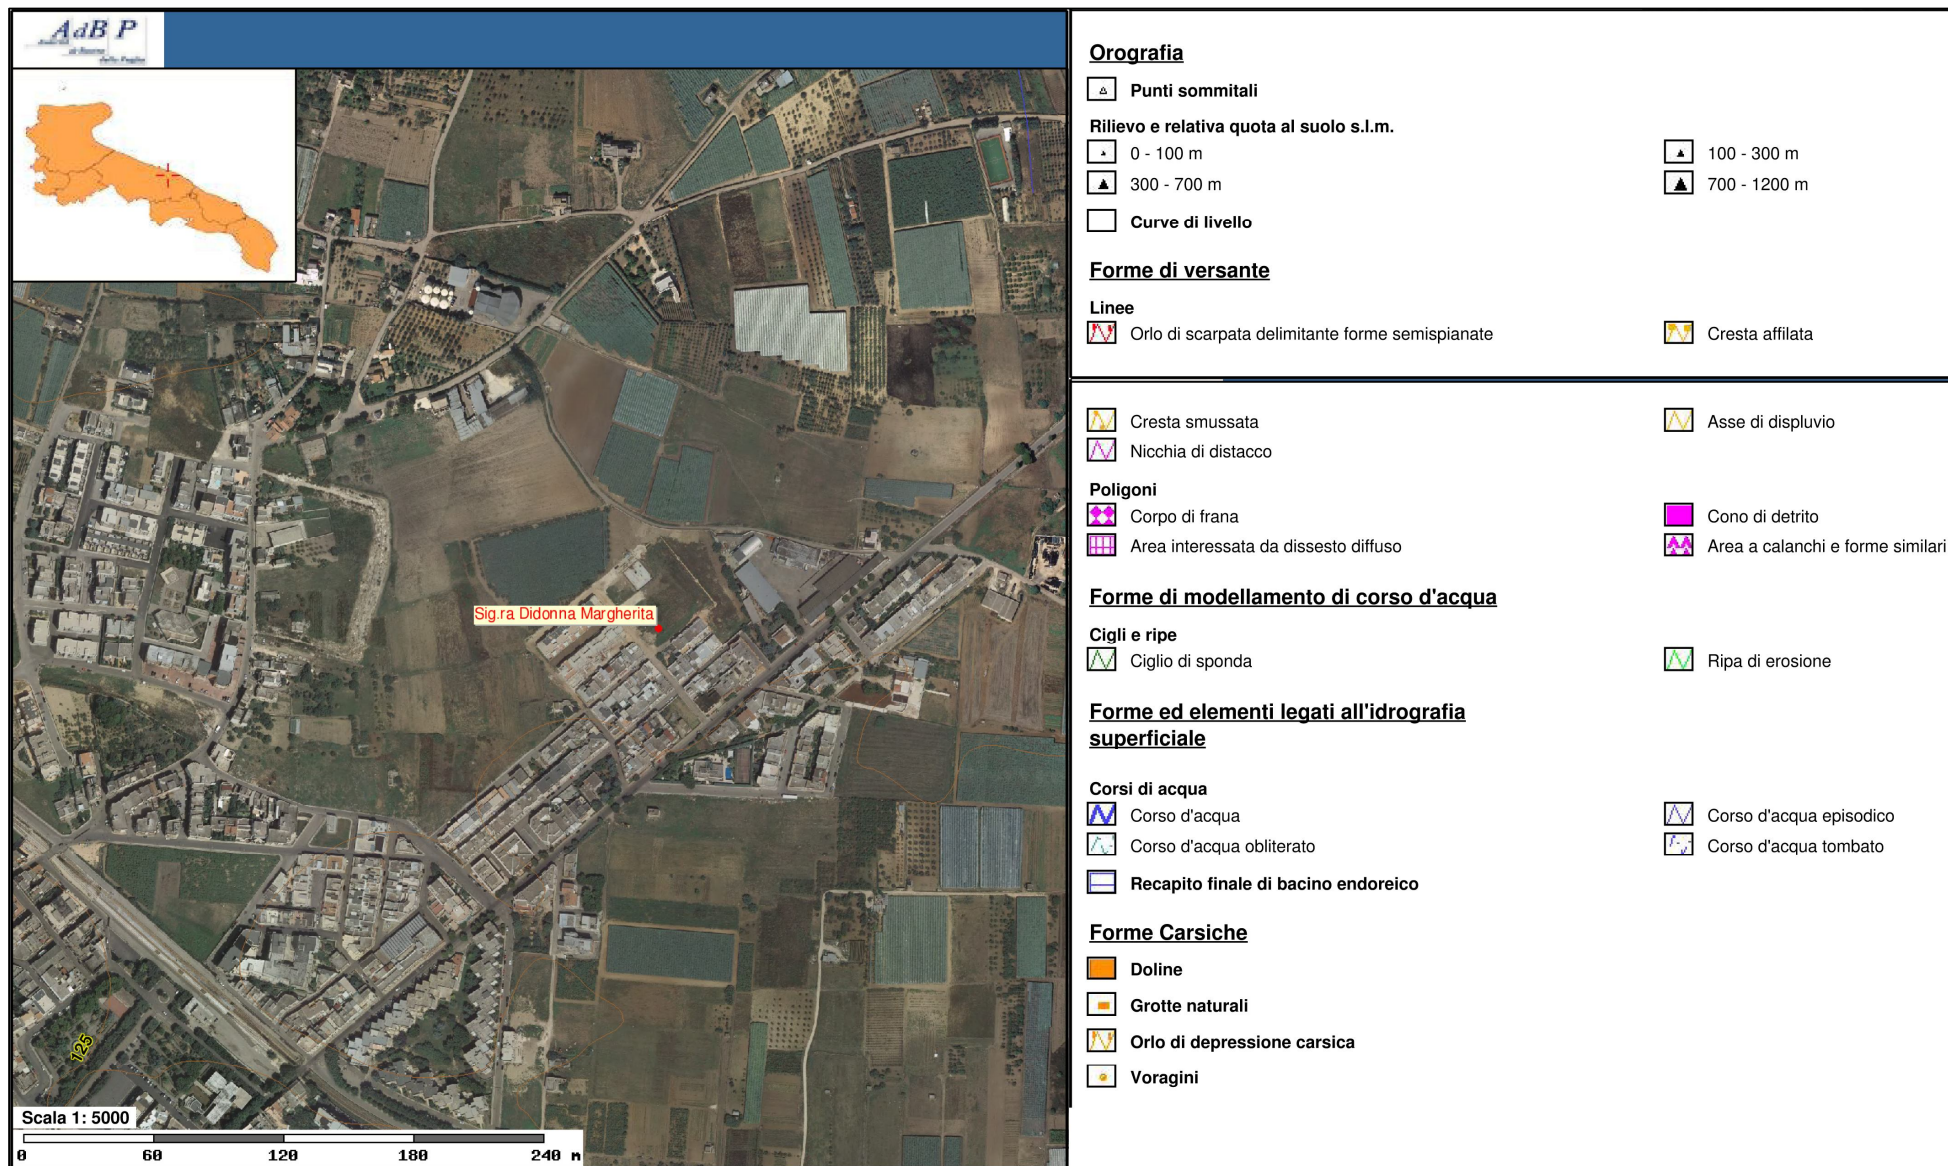 AdB P
Sig.ra Didonna Margherita
125
Scala 1: 5000
0 60 120 180 240 m
Orografia
Punti sommitali
Rilievo e relativa quota al suolo s.l.m.
0 - 100 m
100 - 300 m
300 - 700 m
700 - 1200 m
Curve di livello
Forme di versante
Linee
Orlo di scarpata delimitante forme semispianate
Cresta affilata
Cresta smussata
Asse di displuvio
Nicchia di distacco
Poligoni
Corpo di frana
Cono di detrito
Area interessata da dissesto diffuso
Area a calanchi e forme similari
Forme di modellamento di corso d'acqua
Cigli e ripe
Ciglio di sponda
Ripa di erosione
Forme ed elementi legati all'idrografia
superficiale
Corsi di acqua
Corso d'acqua
Corso d'acqua episodico
Corso d'acqua obliterato
Corso d'acqua tombato
Recapito finale di bacino endoreico
Forme Carsiche
Doline
Grotte naturali
Orlo di depressione carsica
Voragini